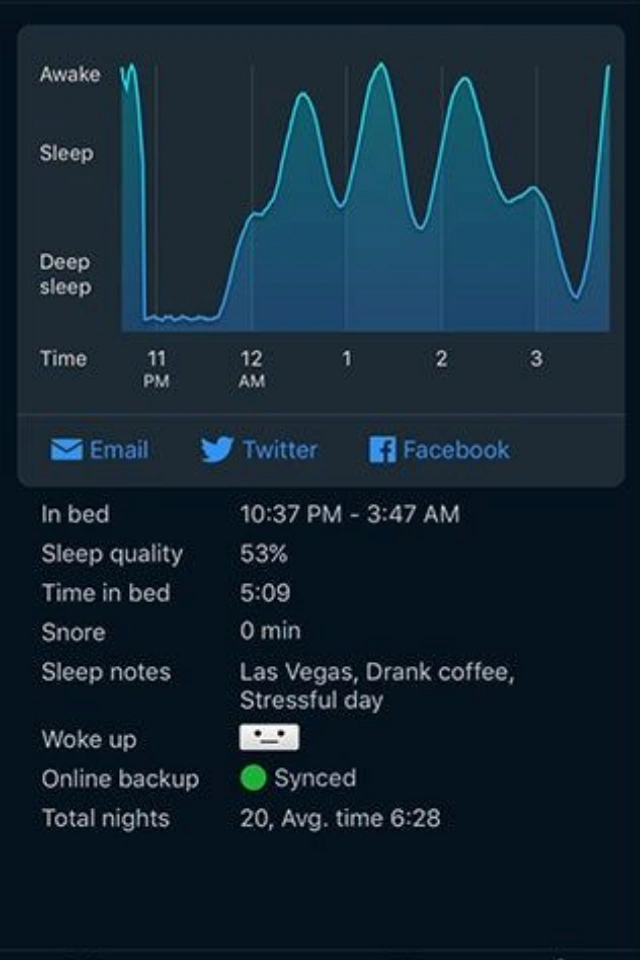 Awake
Sleep
Deep
sleep
Time 11 12 1 2 3
PM AM
Email Twitter Facebook
In bed 10:37 PM - 3:47 AM
Sleep quality 53%
Time in bed 5:09
Snore 0 min
Sleep notes Las Vegas, Drank coffee,
Stressful day
Woke up
Online backup Synced
Total nights 20, Avg. time 6:28